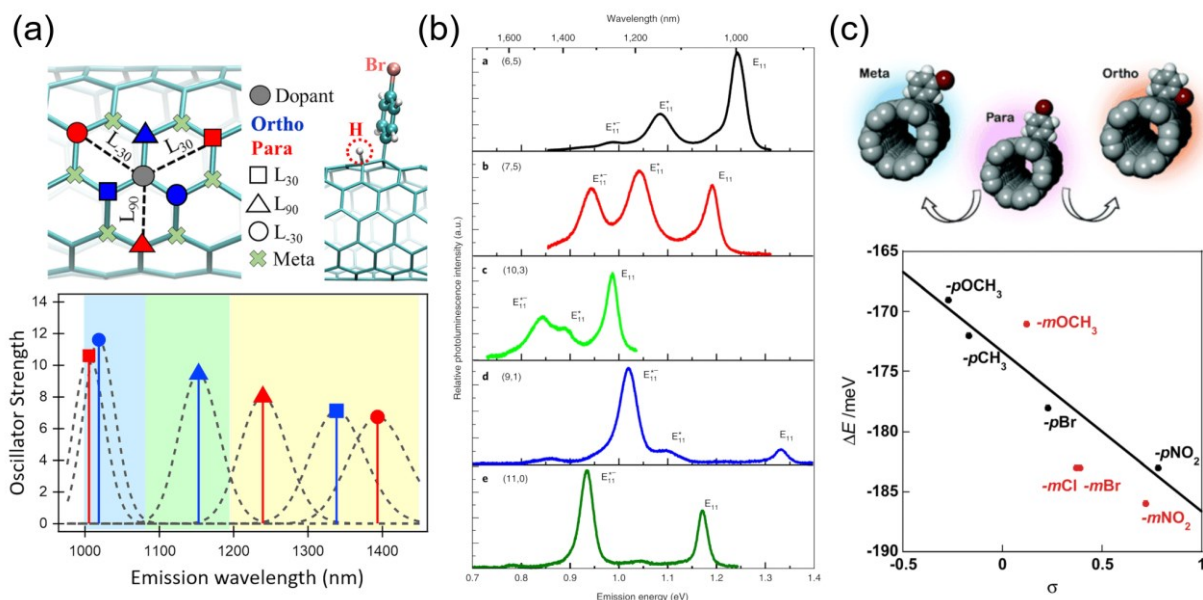 (a)
Br
H
L-30
L30
L90
Dopant
Ortho
Para
L30
L90
L-30
Meta
14
12
10
8
6
4
2
0
Oscillator Strength
1000 1100 1200 1300 1400
Emission wavelength (nm)
(b)
Wavelength (nm)
1,600 1,400 1,200 1,000
Relative photoluminescence intensity (a.u.)
a (6,5)
E11*− E11* E11
b (7,5)
E11*− E11* E11
c (10,3)
E11*− E11* E11
d (9,1)
E11*− E11* E11
e (11,0)
E11*− E11
0.7 0.8 0.9 1.0 1.1 1.2 1.3 1.4
Emission energy (eV)
(c)
Meta
Para
Ortho
-165
-170
-175
-180
-185
-190
ΔE /meV
-pOCH3
-mOCH3
-pCH3
-pBr
-pNO2
-mCl -mBr
-mNO2
-0.5 0 0.5 1
σ